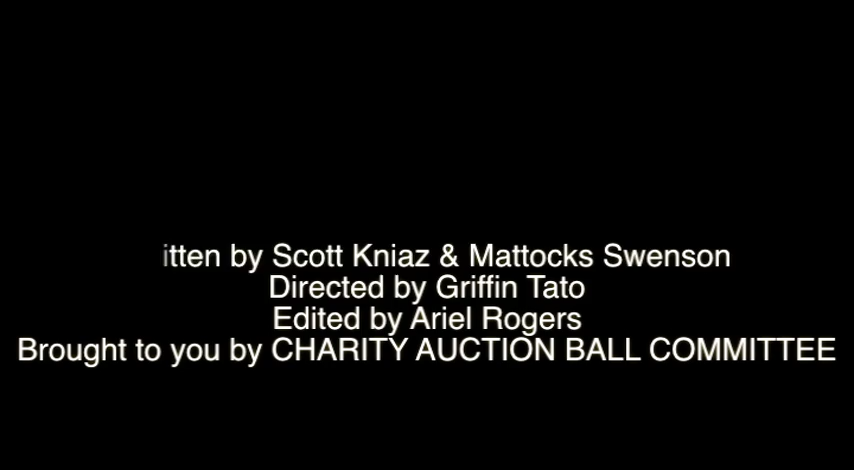 itten by Scott Kniaz & Mattocks Swenson
Directed by Griffin Tato
Edited by Ariel Rogers
Brought to you by CHARITY AUCTION BALL COMMITTEE